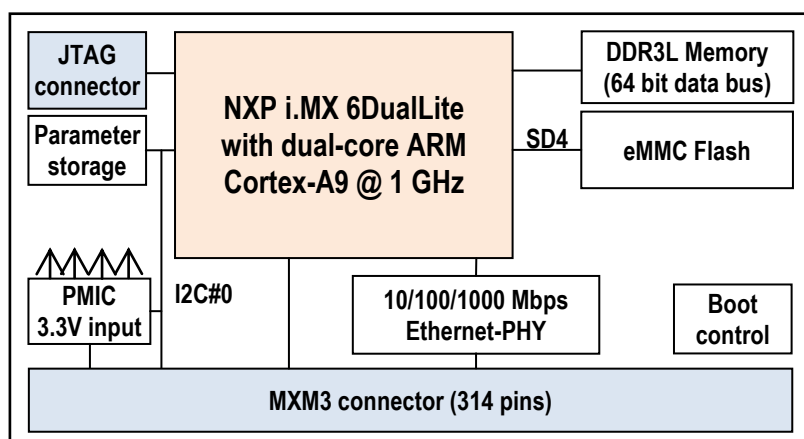 JTAG
connector
Parameter
storage
NXP i.MX 6DualLite
with dual-core ARM
Cortex-A9 @ 1 GHz
DDR3L Memory
(64 bit data bus)
SD4
eMMC Flash
PMIC
3.3V input
I2C#0
10/100/1000 Mbps
Ethernet-PHY
Boot
control
MXM3 connector (314 pins)